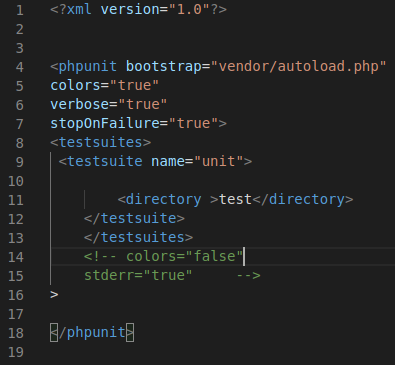 1 <?xml version="1.0"?>
2
3
4 <phpunit bootstrap="vendor/autoload.php"
5 colors="true"
6 verbose="true"
7 stopOnFailure="true">
8 <testsuites>
9 <testsuite name="unit">
10
11 <directory >test</directory>
12 </testsuite>
13 </testsuites>
14 <!-- colors="false"
15 stderr="true" -->
16 >
17
18 </phpunit>
19